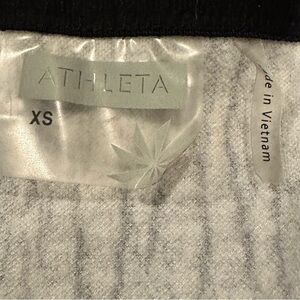 ATHLETA
XS
de in Vietnam